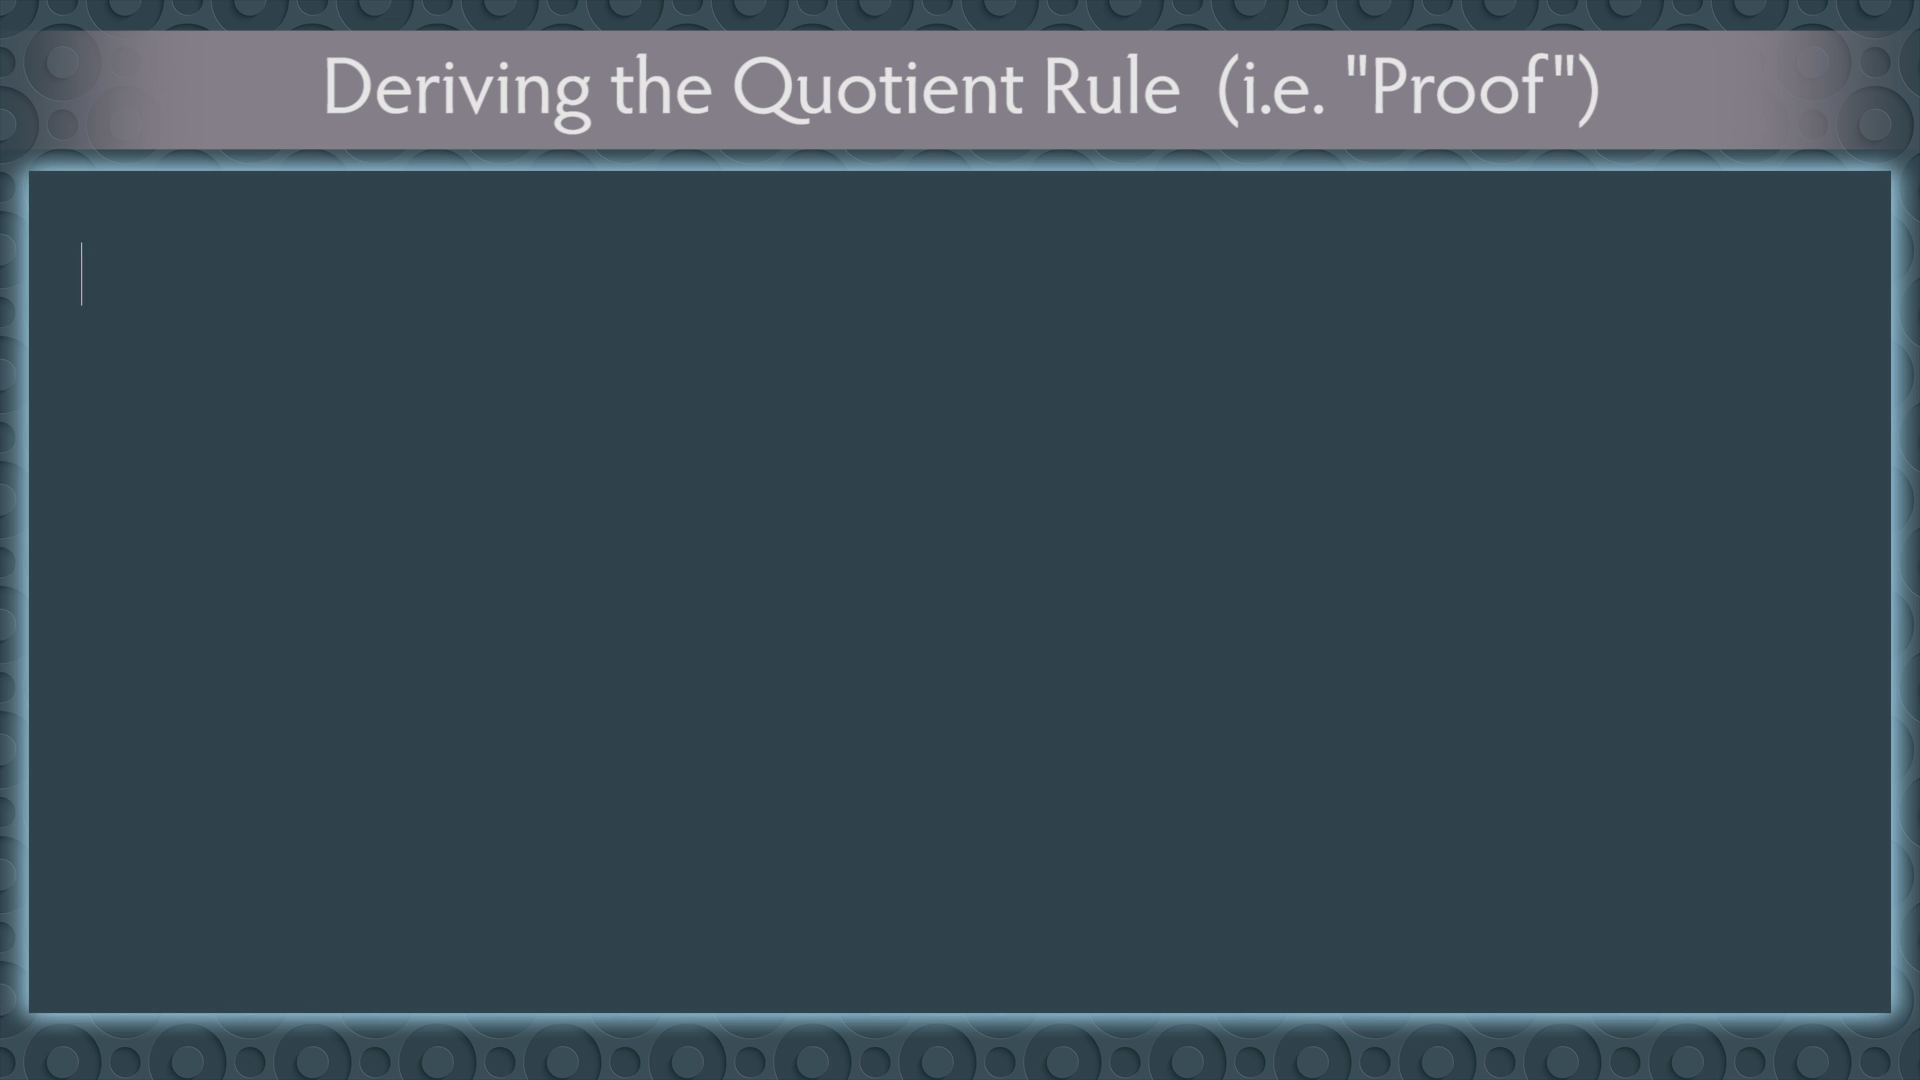 Deriving the Quotient Rule (i.e. "Proof")